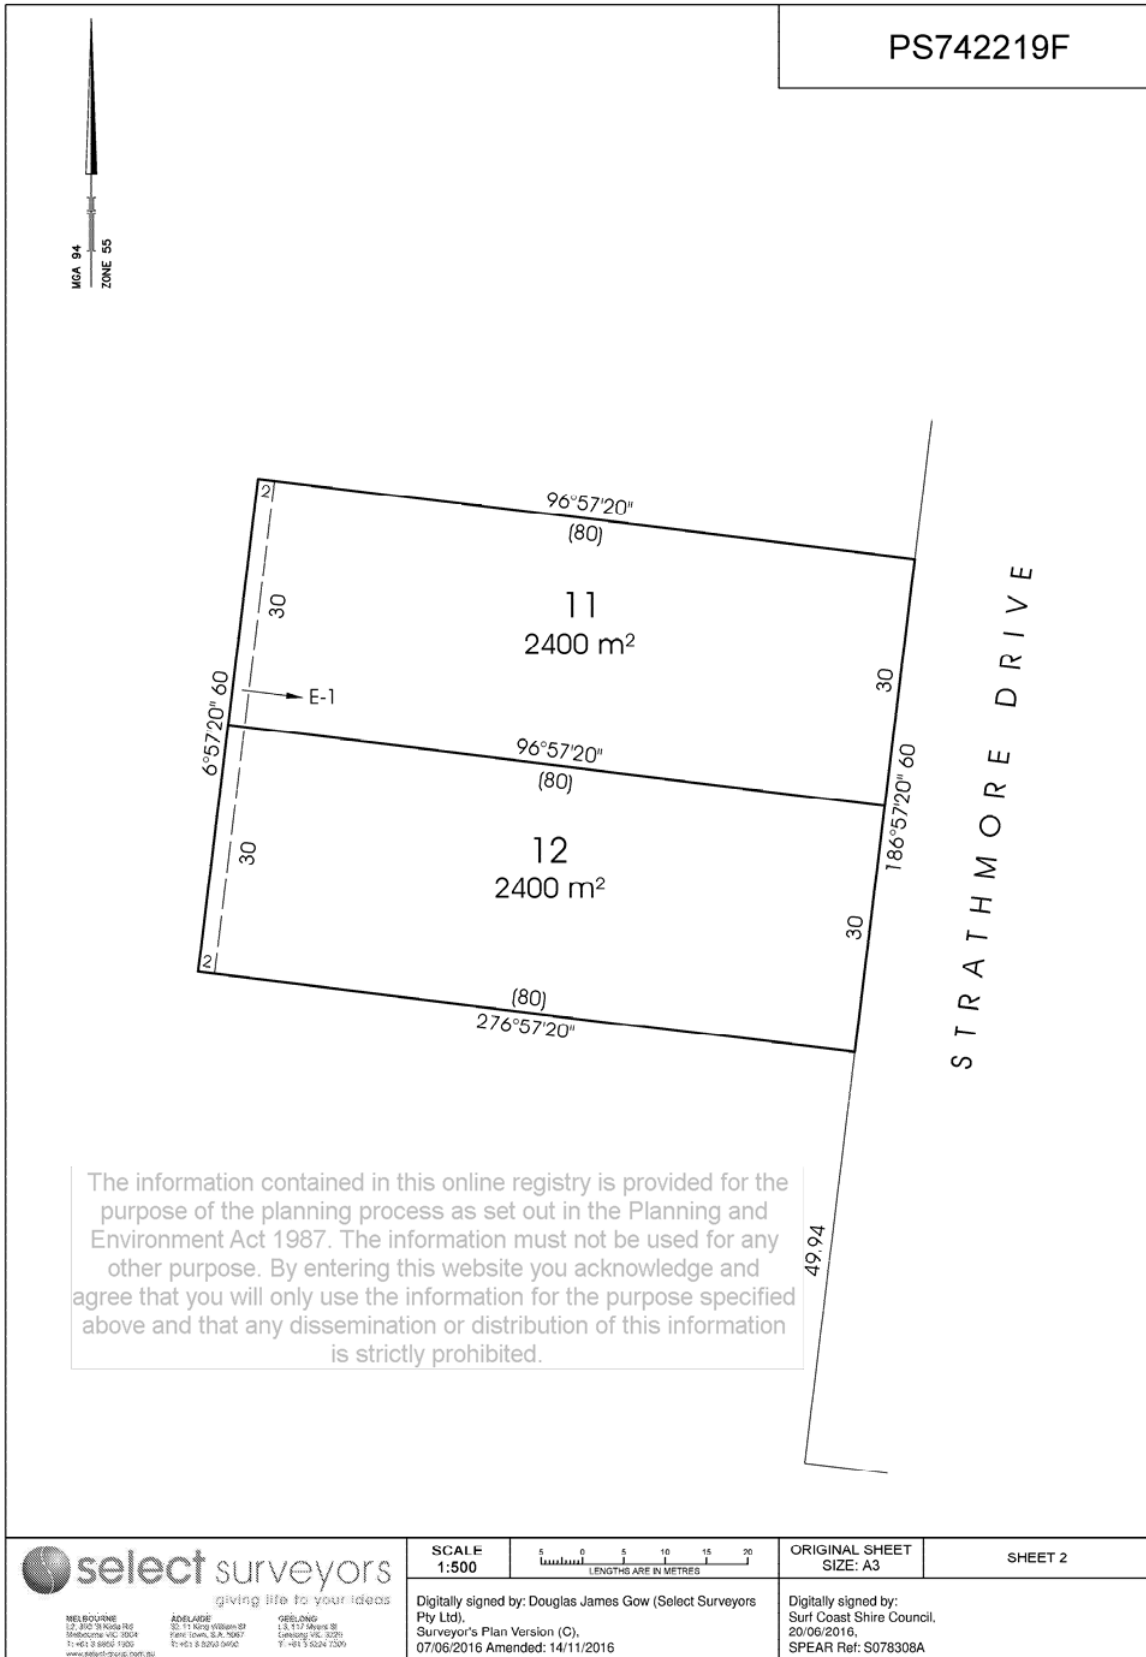 PS742219F
MGA 94
ZONE 55
2
96°57'20"
(80)
11
2400 m²
30
30
E-1
6°57'20" 60
96°57'20"
(80)
186°57'20" 60
12
2400 m²
30
30
2
(80)
276°57'20"
STRATHMORE DRIVE
49.94
The information contained in this online registry is provided for the
purpose of the planning process as set out in the Planning and
Environment Act 1987. The information must not be used for any
other purpose. By entering this website you acknowledge and
agree that you will only use the information for the purpose specified
above and that any dissemination or distribution of this information
is strictly prohibited.
select surveyors
giving life to your ideas
MELBOURNE
ADELAIDE
GEELONG
SCALE
1:500
5 0 5 10 15 20
LENGTHS ARE IN METRES
ORIGINAL SHEET
SIZE: A3
SHEET 2
Digitally signed by: Douglas James Gow (Select Surveyors
Pty Ltd),
Surveyor's Plan Version (C),
07/06/2016 Amended: 14/11/2016
Digitally signed by:
Surf Coast Shire Council,
20/06/2016,
SPEAR Ref: S078308A